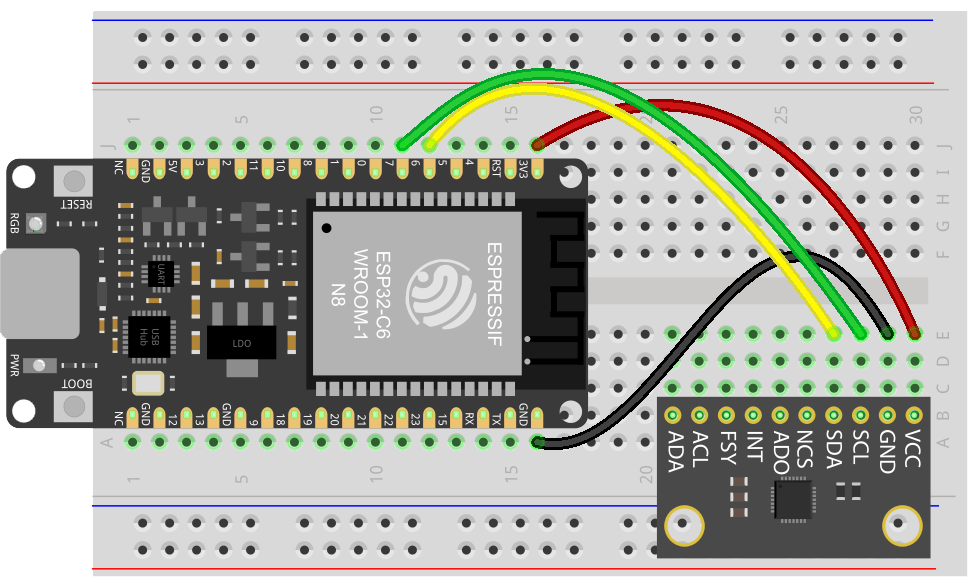 1 5 10 15 25 30
J J
NC GND 5V 3 2 11 10 8 1 0 7 6 5 4 RST 3V3
I
H
G
F
RESET
RGB
UART
ESPRESSIF
ESP32-C6
WROOM-1
N8
USB
Hub
LDO
PWR
BOOT
E
D
C
B
A A
NC GND 12 13 GND 9 18 19 20 21 22 23 15 RX TX GND
1 5 10 15 20
ADA ACL FSY INT ADO NCS SDA SCL GND VCC